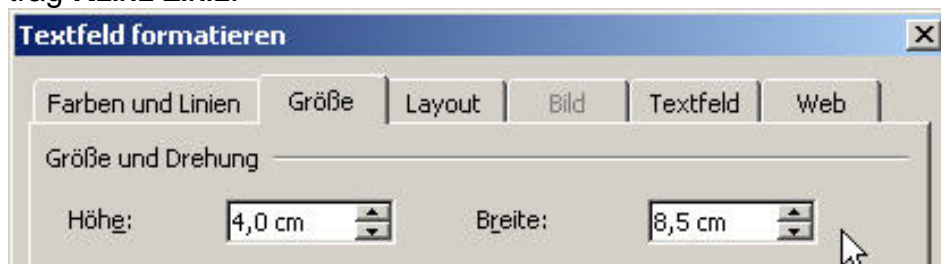 Textfeld formatieren
Farben und Linien Größe Layout Bild Textfeld Web
Größe und Drehung
Höhe: 4,0 cm Breite: 8,5 cm